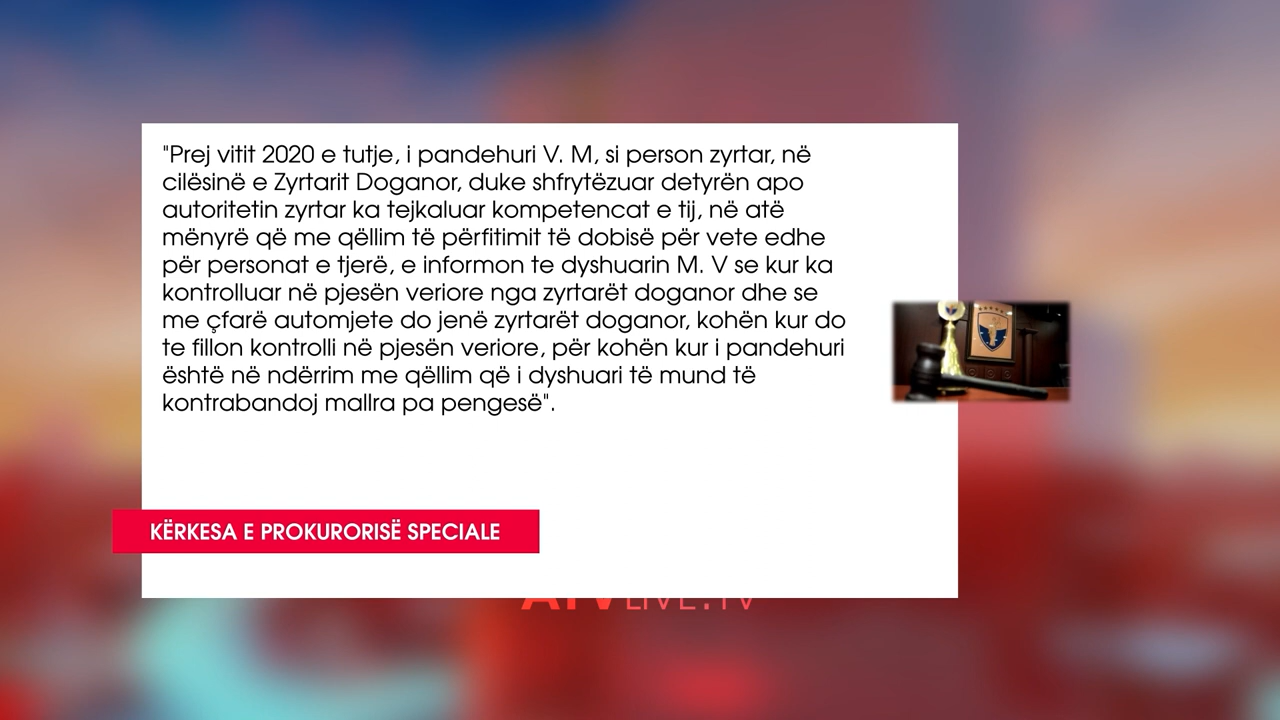 "Prej vitit 2020 e tutje, i pandehuri V. M, si person zyrtar, në
cilësinë e Zyrtarit Doganor, duke shfrytëzuar detyrën apo
autoritetin zyrtar ka tejkaluar kompetencat e tij, në atë
mënyrë që me qëllim të përfitimit të dobisë për vete edhe
për personat e tjerë, e informon te dyshuarin M. V se kur ka
kontrolluar në pjesën veriore nga zyrtarët doganor dhe se
me çfarë automjete do jenë zyrtarët doganor, kohën kur do
te fillon kontrolli në pjesën veriore, për kohën kur i pandehuri
është në ndërrim me qëllim që i dyshuari të mund të
kontrabandoj mallra pa pengesë".
KËRKESA E PROKURORISË SPECIALE
ATVLIVE.TV